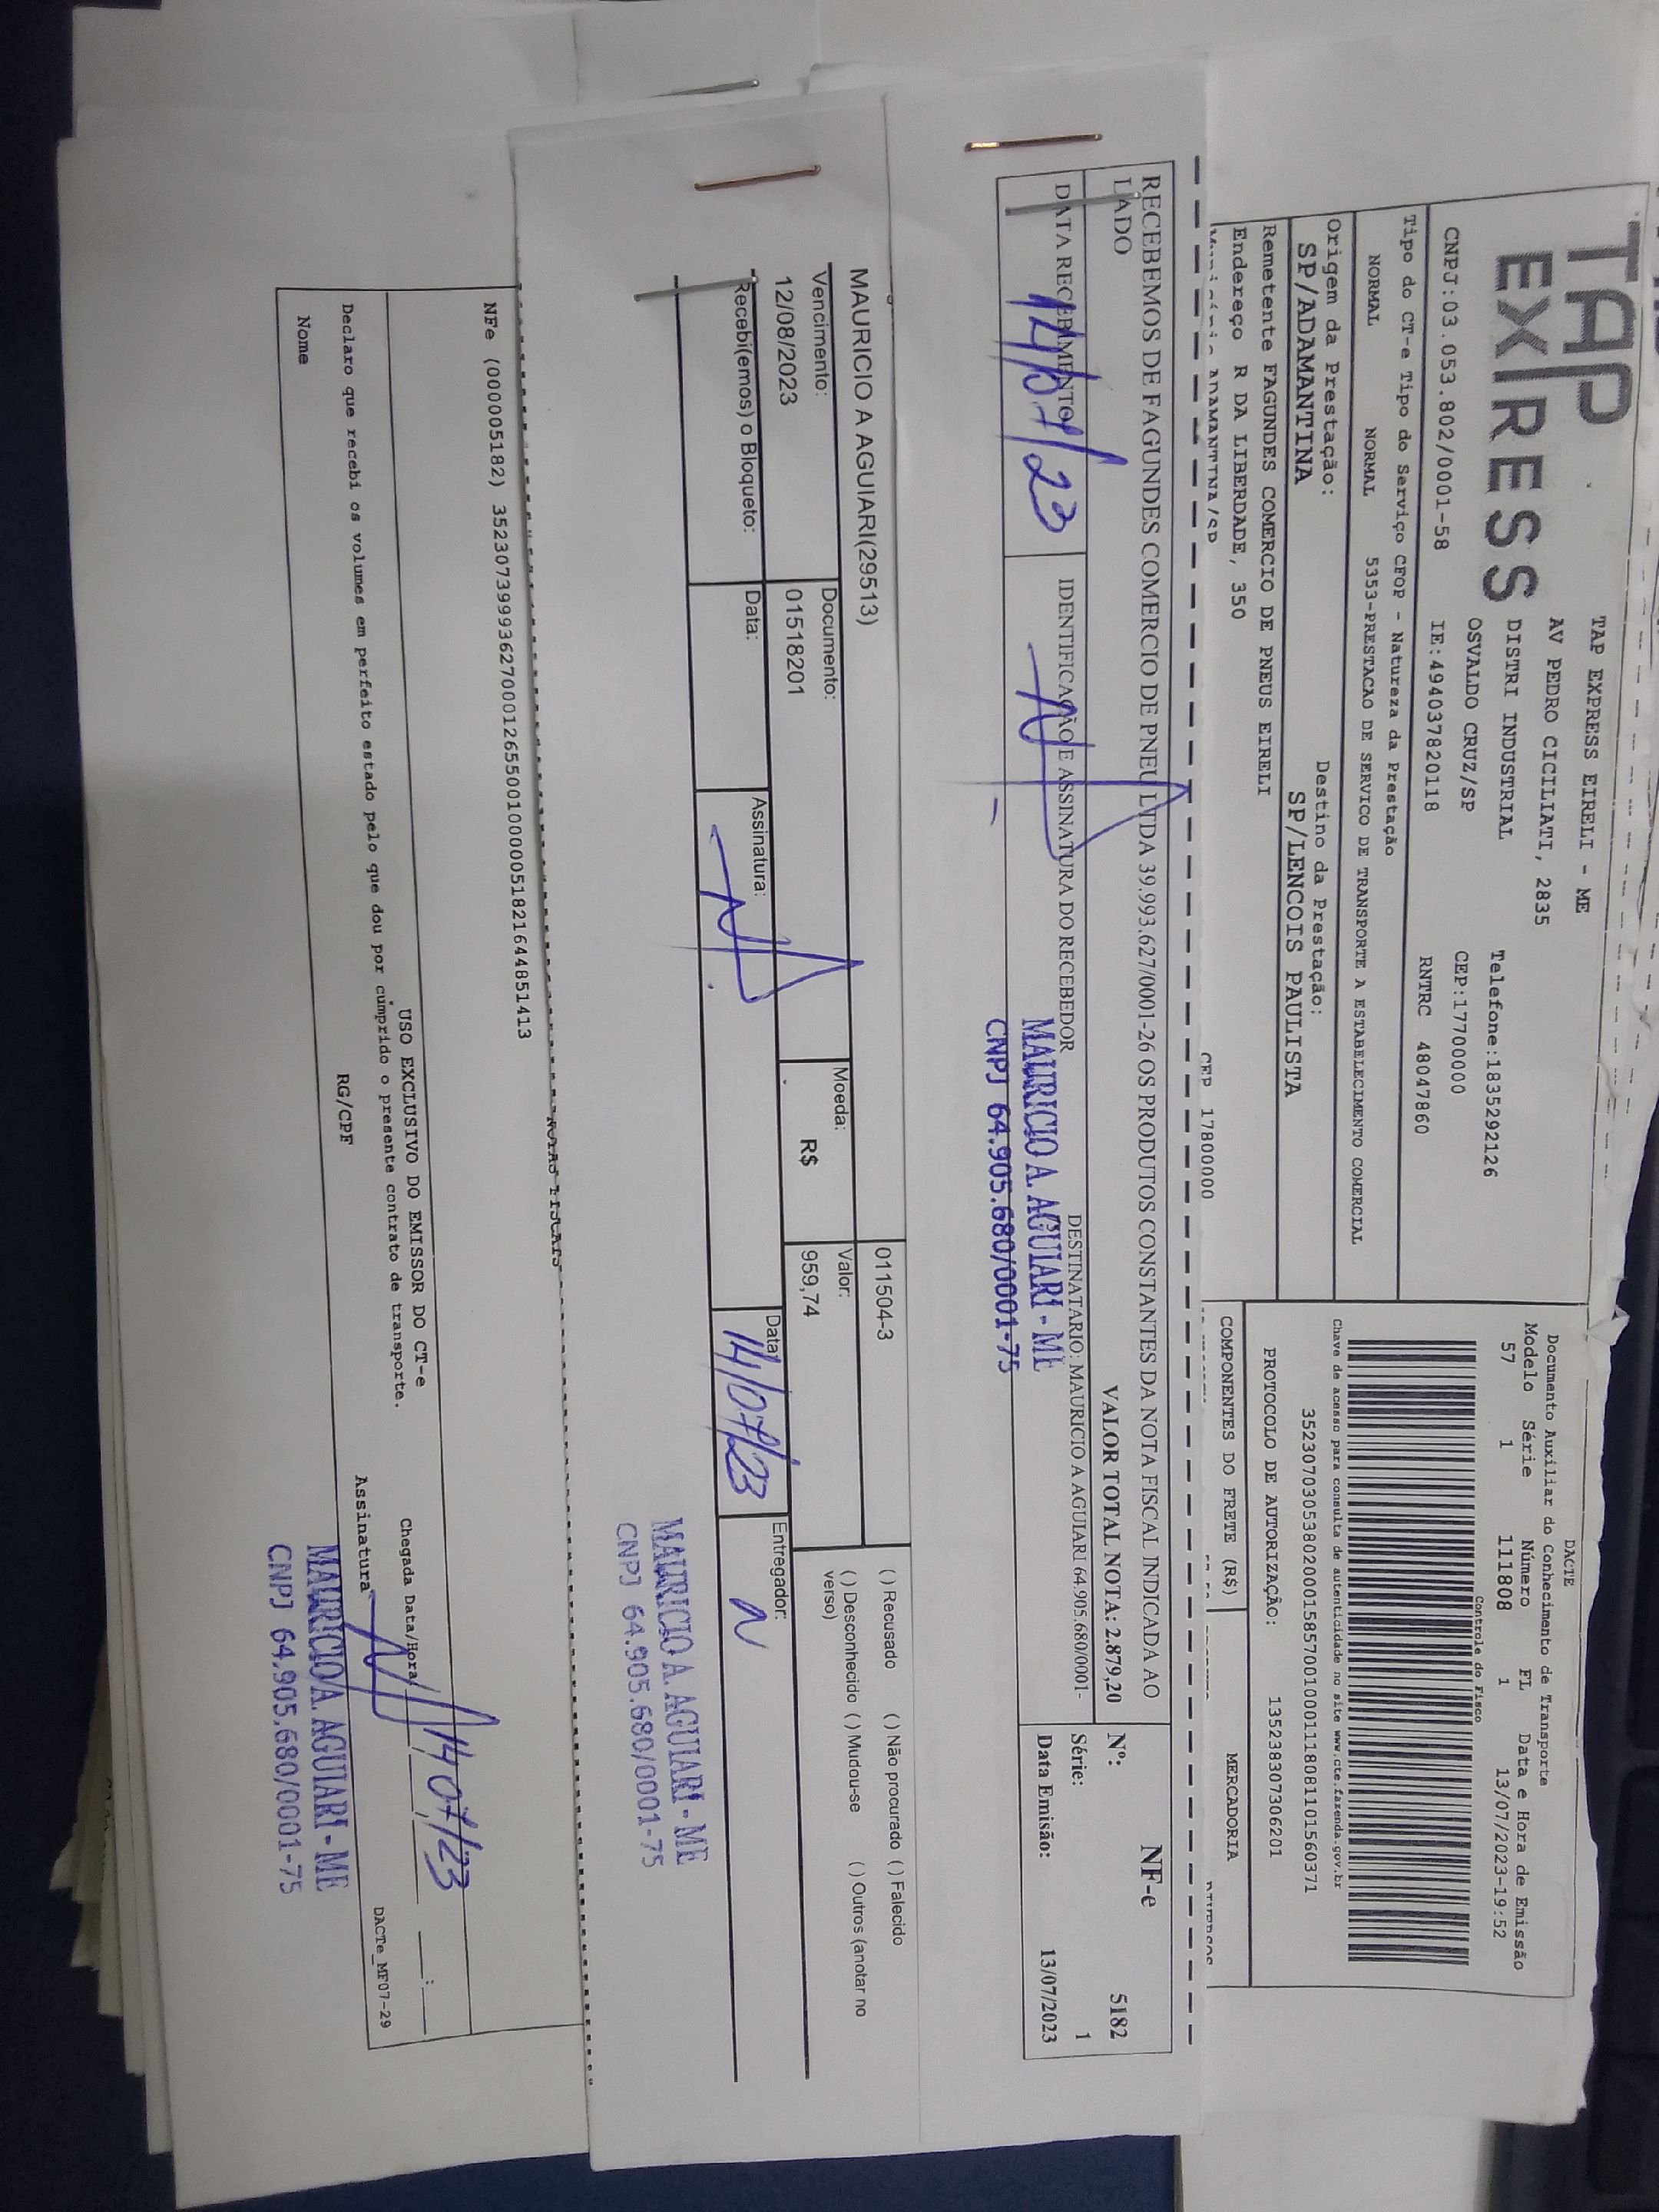 TAP
EXPRESS
TAP EXPRESS EIRELI - ME
AV PEDRO CICILIATI, 2835
DISTRI INDUSTRIAL
Telefone:1835292126
OSVALDO CRUZ/SP
CEP:17700000
CNPJ:03.053.802/0001-58
IE:494037820118
RNTRC 48047860
DACTE
Documento Auxiliar do Conhecimento de Transporte
Modelo Série Número FL Data e Hora de Emissão
57 1 111808 1 13/07/2023-19:52
Controle do Fisco
Chave de acesso para consulta de autenticidade no site www.cte.fazenda.gov.br
PROTOCOLO DE AUTORIZAÇÃO: 135238307306201
Tipo do CT-e Tipo do Serviço CFOP - Natureza da Prestação
NORMAL NORMAL 5353-PRESTACAO DE SERVICO DE TRANSPORTE A ESTABELECIMENTO COMERCIAL
Origem da Prestação:
SP/ADAMANTINA
Destino da Prestação:
SP/LENCOIS PAULISTA
Remetente FAGUNDES COMERCIO DE PNEUS EIRELI
Endereço R DA LIBERDADE, 350
CEP 17800000
COMPONENTES DO FRETE (R$)
MERCADORIA
RECEBEMOS DE FAGUNDES COMERCIO DE PNEU LTDA 39.993.627/0001-26 OS PRODUTOS CONSTANTES DA NOTA FISCAL INDICADA AO
LADO
VALOR TOTAL NOTA: 2.879,20
DATA RECEBIMENTO
14/07/23
IDENTIFICAÇÃO E ASSINATURA DO RECEBEDOR
DESTINATARIO: MAURICIO A AGUIARI 64.905.680/0001-
MAURICIO A. AGUIARI - ME
CNPJ 64.905.680/0001-75
NF-e
Nº: 5182
Série: 1
Data Emissão: 13/07/2023
MAURICIO A AGUIARI(29513)
011504-3
Vencimento:
12/08/2023
Documento:
01518201
Moeda:
R$
Valor:
959,74
Recebi(emos) o Bloqueto:
Data:
Assinatura:
Data
14/07/23
Entregador:
( ) Recusado ( ) Não procurado ( ) Falecido
( ) Desconhecido ( ) Mudou-se ( ) Outros (anotar no
verso)
MAURICIO A. AGUIARI - ME
CNPJ 64.905.680/0001-75
NFe (000005182) 35230739993627000126550010000051821644851413
USO EXCLUSIVO DO EMISSOR DO CT-e
Declaro que recebi os volumes em perfeito estado pelo que dou por cumprido o presente contrato de transporte.
Nome
RG/CPF
Assinatura
Chegada Data/Hora
14/07/23
MAURICIO A. AGUIARI - ME
CNPJ 64.905.680/0001-75
DACTe_MF07-29